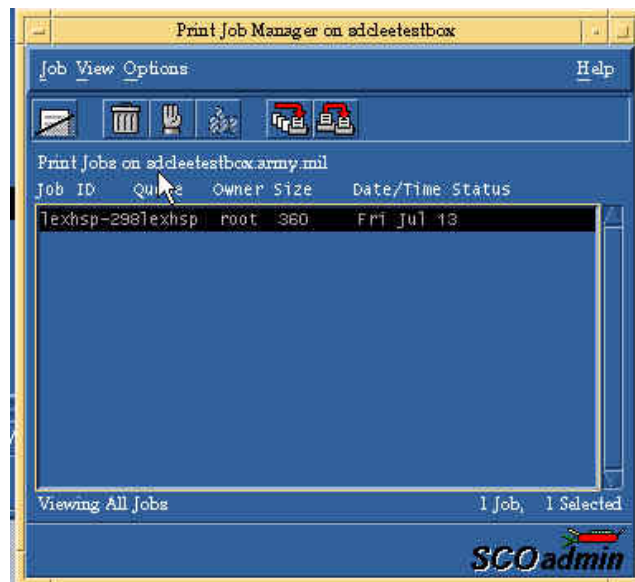 Print Job Manager on sdcleetestbox
Job View Options Help
Print Jobs on sdcleetestbox.army.mil
Job ID Queue Owner Size Date/Time Status
lexhsp-298lexhsp root 360 Fri Jul 13
Viewing All Jobs 1 Job, 1 Selected
SCOadmin